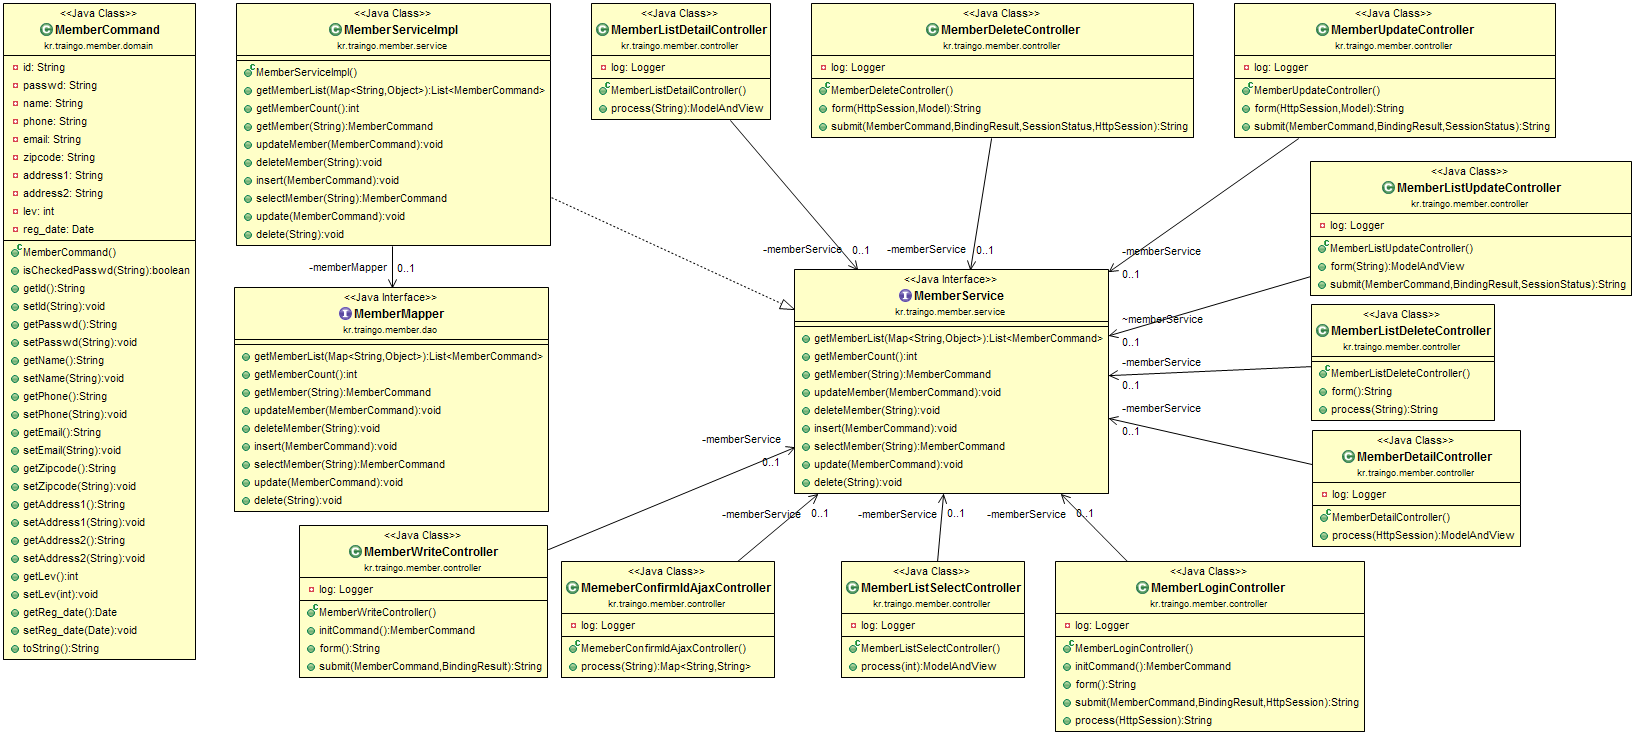 <<Java Class>>
MemberCommand
kr.traingo.member.domain
id: String
passwd: String
name: String
phone: String
email: String
zipcode: String
address1: String
address2: String
lev: int
reg_date: Date
MemberCommand()
isCheckedPasswd(String):boolean
getId():String
setId(String):void
getPasswd():String
setPasswd(String):void
getName():String
setName(String):void
getPhone():String
setPhone(String):void
getEmail():String
setEmail(String):void
getZipcode():String
setZipcode(String):void
getAddress1():String
setAddress1(String):void
getAddress2():String
setAddress2(String):void
getLev():int
setLev(int):void
getReg_date():Date
setReg_date(Date):void
toString():String
<<Java Class>>
MemberServiceImpl
kr.traingo.member.service
MemberServiceImpl()
getMemberList(Map<String,Object>):List<MemberCommand>
getMemberCount():int
getMember(String):MemberCommand
updateMember(MemberCommand):void
deleteMember(String):void
insert(MemberCommand):void
selectMember(String):MemberCommand
update(MemberCommand):void
delete(String):void
-memberMapper
0..1
<<Java Interface>>
MemberMapper
kr.traingo.member.dao
getMemberList(Map<String,Object>):List<MemberCommand>
getMemberCount():int
getMember(String):MemberCommand
updateMember(MemberCommand):void
deleteMember(String):void
insert(MemberCommand):void
selectMember(String):MemberCommand
update(MemberCommand):void
delete(String):void
<<Java Class>>
MemberListDetailController
kr.traingo.member.controller
log: Logger
MemberListDetailController()
process(String):ModelAndView
-memberService
0..1
<<Java Class>>
MemberDeleteController
kr.traingo.member.controller
log: Logger
MemberDeleteController()
form(HttpSession,Model):String
submit(MemberCommand,BindingResult,SessionStatus,HttpSession):String
-memberService
0..1
<<Java Class>>
MemberUpdateController
kr.traingo.member.controller
log: Logger
MemberUpdateController()
form(HttpSession,Model):String
submit(MemberCommand,BindingResult,SessionStatus):String
-memberService
0..1
<<Java Class>>
MemberListUpdateController
kr.traingo.member.controller
log: Logger
MemberListUpdateController()
form(String):ModelAndView
submit(MemberCommand,BindingResult,SessionStatus):String
~memberService
0..1
<<Java Interface>>
MemberService
kr.traingo.member.service
getMemberList(Map<String,Object>):List<MemberCommand>
getMemberCount():int
getMember(String):MemberCommand
updateMember(MemberCommand):void
deleteMember(String):void
insert(MemberCommand):void
selectMember(String):MemberCommand
update(MemberCommand):void
delete(String):void
<<Java Class>>
MemberListDeleteController
kr.traingo.member.controller
MemberListDeleteController()
form():String
process(String):String
-memberService
0..1
<<Java Class>>
MemberDetailController
kr.traingo.member.controller
log: Logger
MemberDetailController()
process(HttpSession):ModelAndView
-memberService
0..1
<<Java Class>>
MemberWriteController
kr.traingo.member.controller
log: Logger
MemberWriteController()
initCommand():MemberCommand
form():String
submit(MemberCommand,BindingResult):String
-memberService
0..1
<<Java Class>>
MemeberConfirmIdAjaxController
kr.traingo.member.controller
log: Logger
MemeberConfirmIdAjaxController()
process(String):Map<String,String>
-memberService
0..1
<<Java Class>>
MemberListSelectController
kr.traingo.member.controller
log: Logger
MemberListSelectController()
process(int):ModelAndView
-memberService
0..1
<<Java Class>>
MemberLoginController
kr.traingo.member.controller
log: Logger
MemberLoginController()
initCommand():MemberCommand
form():String
submit(MemberCommand,BindingResult,HttpSession):String
process(HttpSession):String
-memberService
0..1